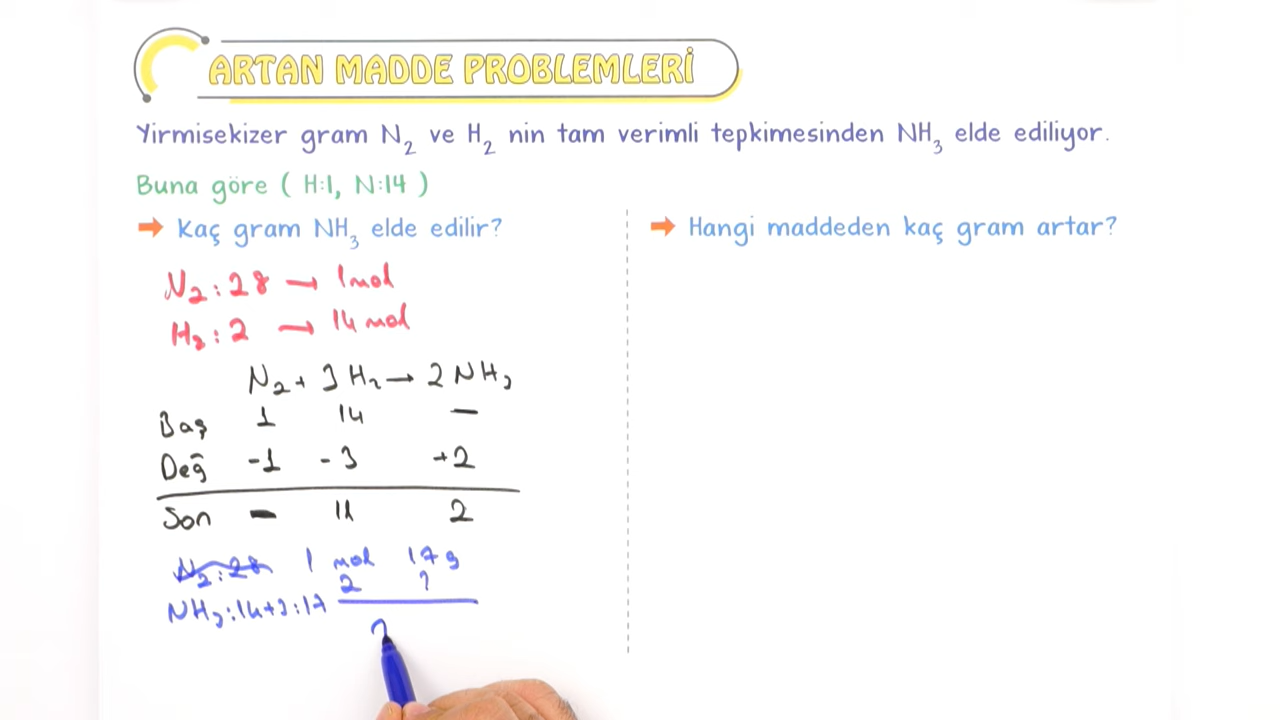 ARTAN MADDE PROBLEMLERİ
Yirmisekizer gram N₂ ve H₂ nin tam verimli tepkimesinden NH₃ elde ediliyor.
Buna göre ( H:1, N:14 )
➡ Kaç gram NH₃ elde edilir?
N₂ : 28 → 1mol
H₂ : 2 → 14 mol
N₂ + 3 H₂ → 2 NH₃
Baş 1 14 —
Değ -1 -3 +2
Son - 11 2
N₂ : 28 1 mol 17 g
2 ?
NH₃ : 14+3 : 17
➡ Hangi maddeden kaç gram artar?